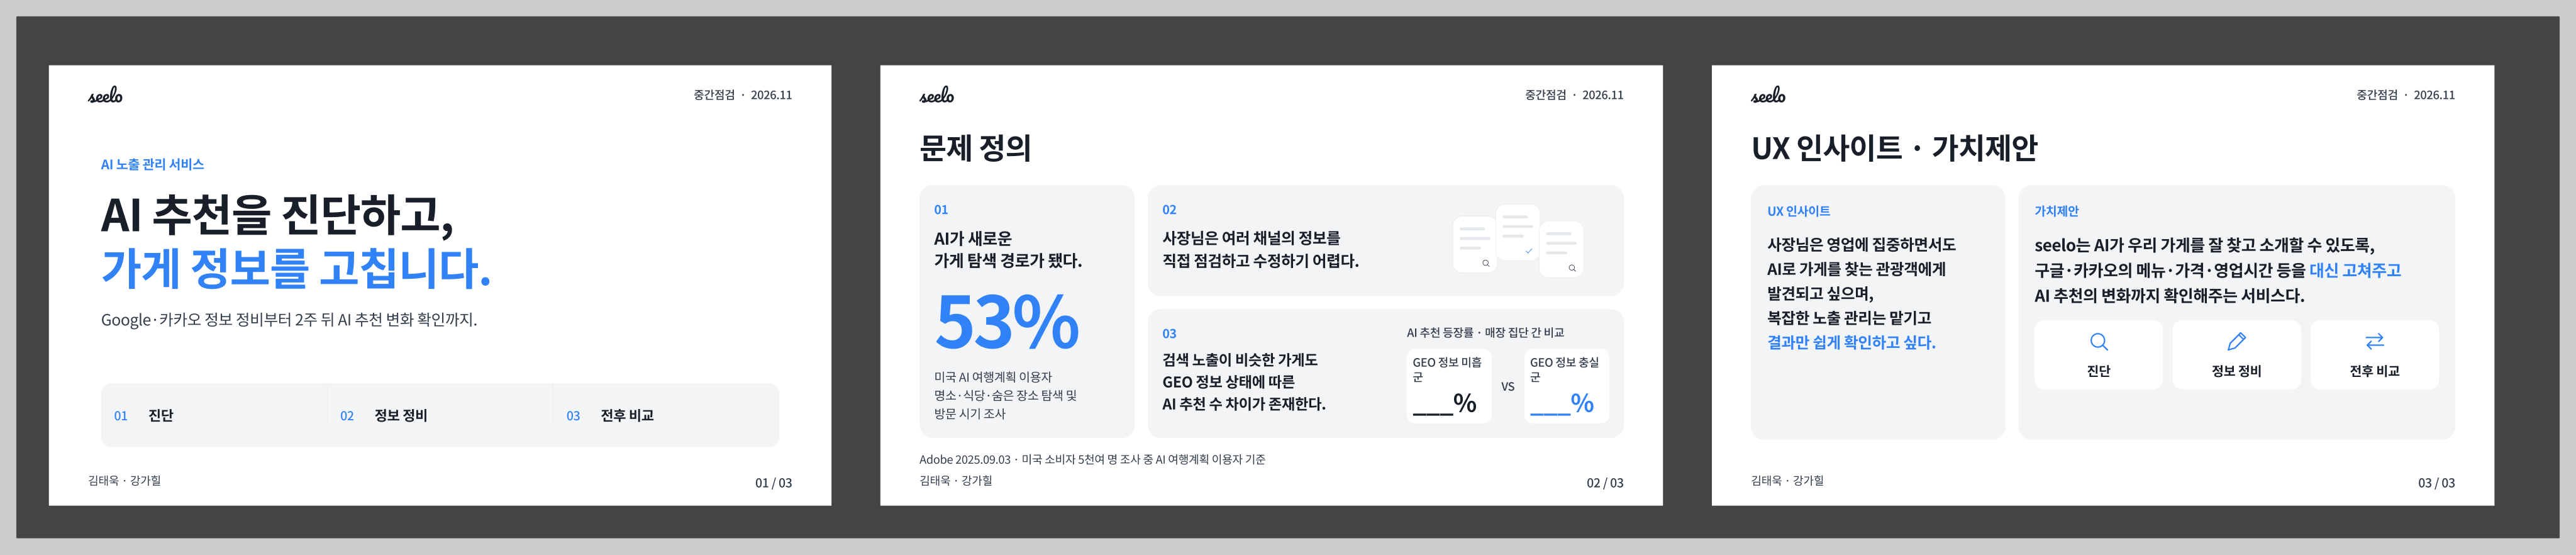 seelo
중간점검 · 2026.11
AI 노출 관리 서비스
AI 추천을 진단하고,
가게 정보를 고칩니다.
Google·카카오 정보 정비부터 2주 뒤 AI 추천 변화 확인까지.
01 진단
02 정보 정비
03 전후 비교
김태욱 · 강가힐
01 / 03
seelo
중간점검 · 2026.11
문제 정의
01
AI가 새로운
가게 탐색 경로가 됐다.
53%
미국 AI 여행계획 이용자
명소·식당·숨은 장소 탐색 및
방문 시기 조사
02
사장님은 여러 채널의 정보를
직접 점검하고 수정하기 어렵다.
03
검색 노출이 비슷한 가게도
GEO 정보 상태에 따른
AI 추천 수 차이가 존재한다.
AI 추천 등장률 · 매장 집단 간 비교
GEO 정보 미흡
군
___%
VS
GEO 정보 충실
군
___%
Adobe 2025.09.03 · 미국 소비자 5천여 명 조사 중 AI 여행계획 이용자 기준
김태욱 · 강가힐
02 / 03
seelo
중간점검 · 2026.11
UX 인사이트 · 가치제안
UX 인사이트
사장님은 영업에 집중하면서도
AI로 가게를 찾는 관광객에게
발견되고 싶으며,
복잡한 노출 관리는 맡기고
결과만 쉽게 확인하고 싶다.
가치제안
seelo는 AI가 우리 가게를 잘 찾고 소개할 수 있도록,
구글·카카오의 메뉴·가격·영업시간 등을 대신 고쳐주고
AI 추천의 변화까지 확인해주는 서비스다.
진단
정보 정비
전후 비교
김태욱 · 강가힐
03 / 03